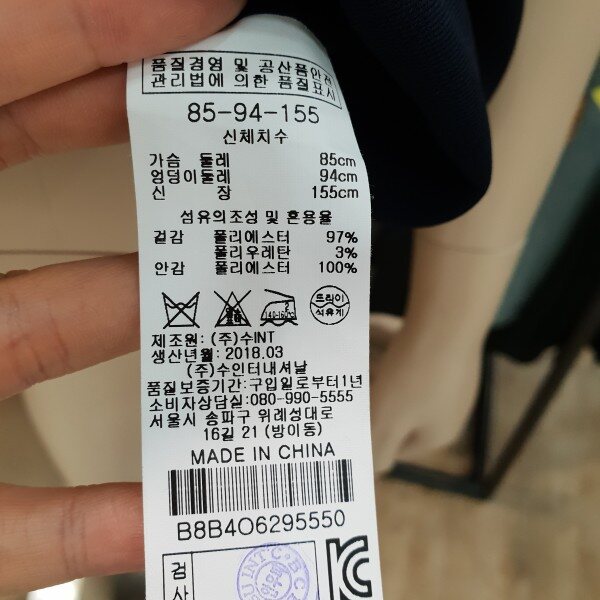 품질경영 및 공산품안전
관리법에 의한 품질표시
85-94-155
신체치수
가슴 둘레 85cm
엉덩이둘레 94cm
신 장 155cm
섬유의조성 및 혼용율
겉감 폴리에스터 97%
폴리우레탄 3%
안감 폴리에스터 100%
140-160℃
드라이
석유계
제조원: (주)수INT
생산년월: 2018.03
(주)수인터내셔날
품질보증기간:구입일로부터1년
소비자상담실:080-990-5555
서울시 송파구 위례성대로
16길 21 (방이동)
MADE IN CHINA
B8B4O6295550
검
사